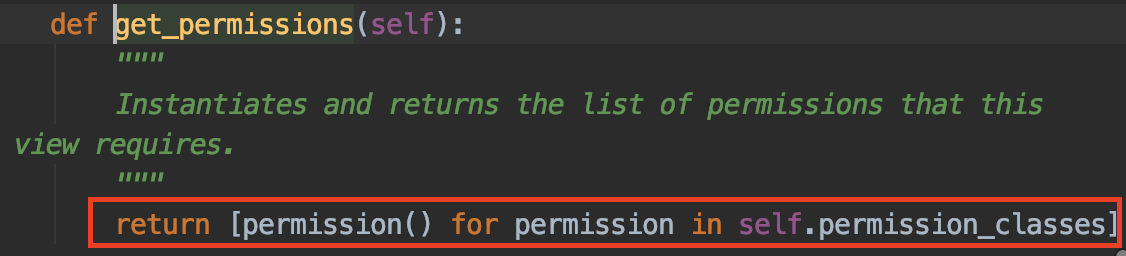 def get_permissions(self):
"""
Instantiates and returns the list of permissions that this
view requires.
"""
return [permission() for permission in self.permission_classes]